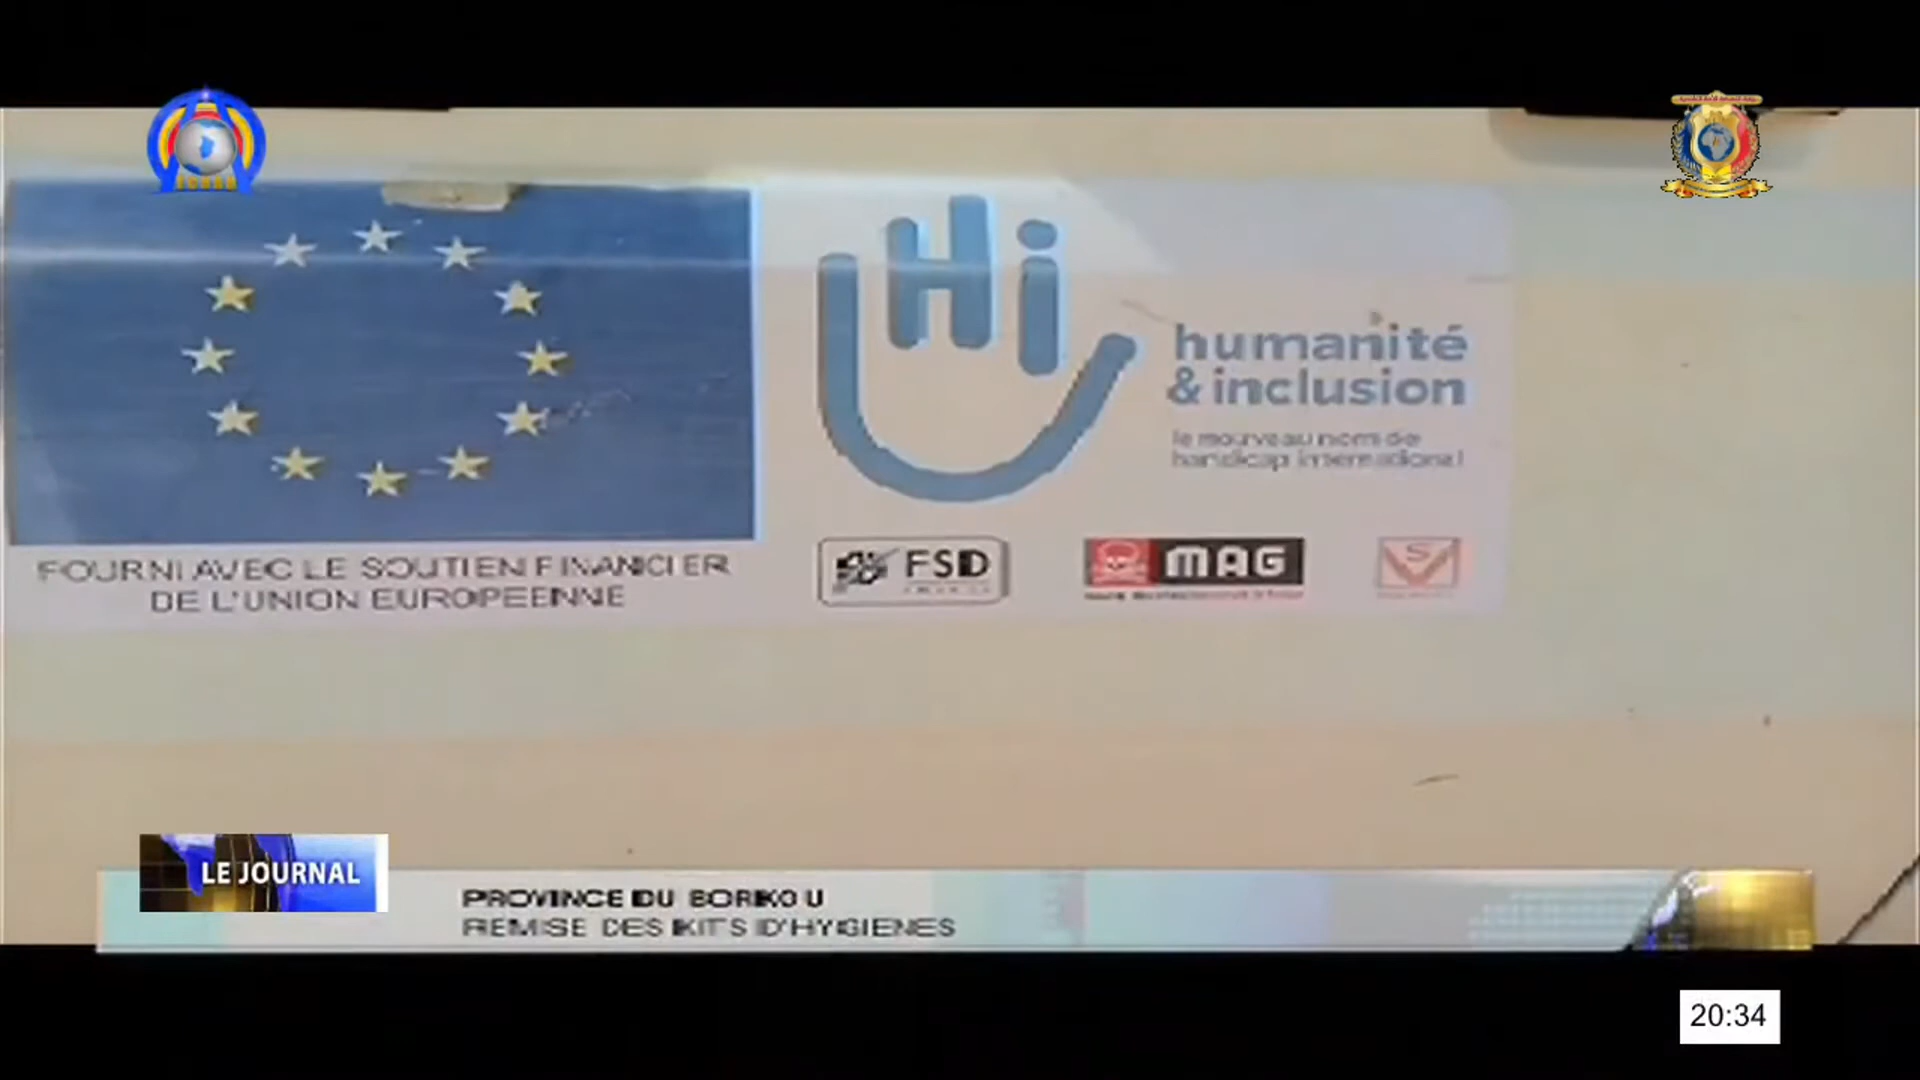 Hi
humanité
& inclusion
le nouveau nom de
handicap international
FOURNI AVEC LE SOUTIEN FINANCIER
DE L'UNION EUROPEENNE
FSD
MAG
LE JOURNAL
PROVINCE DU BORKOU
REMISE DES KITS D'HYGIENES
20:34